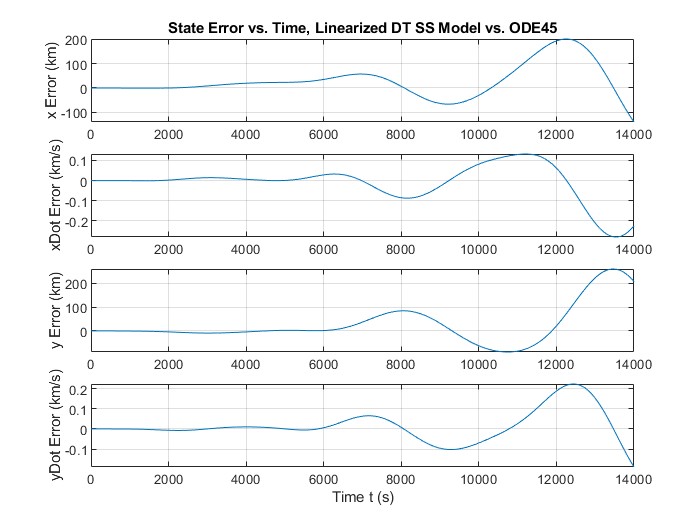 State Error vs. Time, Linearized DT SS Model vs. ODE45
x Error (km)
200
100
0
-100
0 2000 4000 6000 8000 10000 12000 14000
xDot Error (km/s)
0.1
0
-0.1
-0.2
0 2000 4000 6000 8000 10000 12000 14000
y Error (km)
200
100
0
0 2000 4000 6000 8000 10000 12000 14000
yDot Error (km/s)
0.2
0.1
0
-0.1
0 2000 4000 6000 8000 10000 12000 14000
Time t (s)